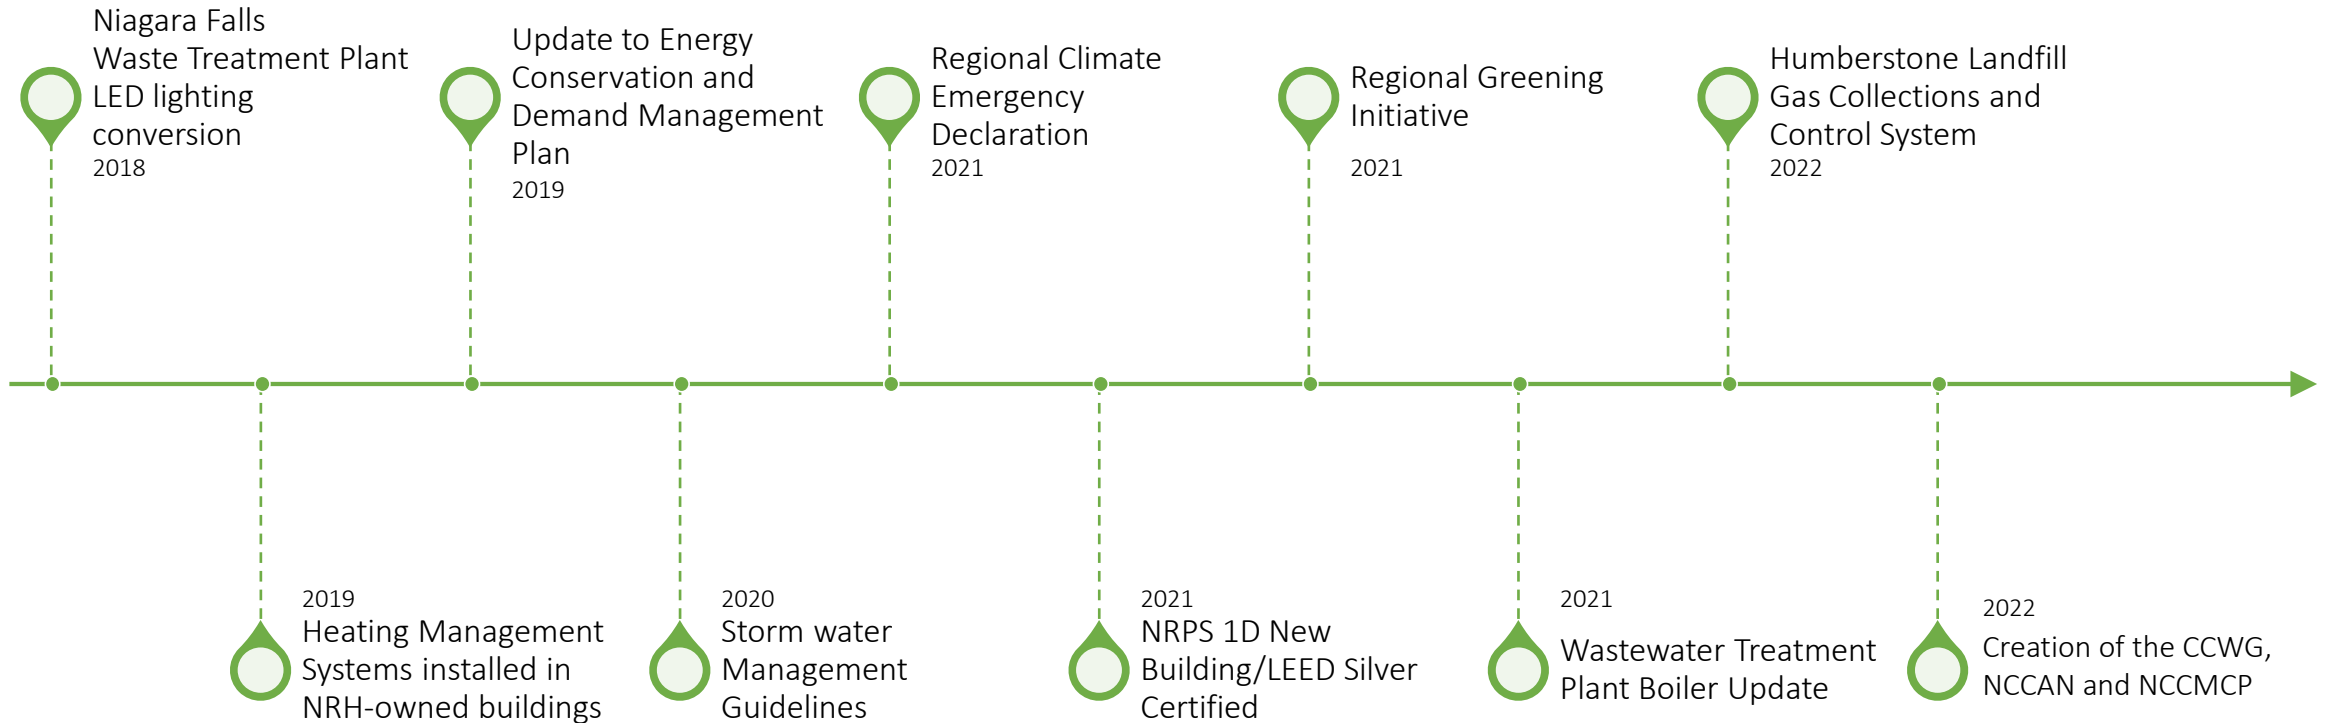 Niagara Falls
Waste Treatment Plant
LED lighting
conversion
2018
Update to Energy
Conservation and
Demand Management
Plan
2019
Regional Climate
Emergency
Declaration
2021
Regional Greening
Initiative
2021
Humberstone Landfill
Gas Collections and
Control System
2022
2019
Heating Management
Systems installed in
NRH-owned buildings
2020
Storm water
Management
Guidelines
2021
NRPS 1D New
Building/LEED Silver
Certified
2021
Wastewater Treatment
Plant Boiler Update
2022
Creation of the CCWG,
NCCAN and NCCMCP